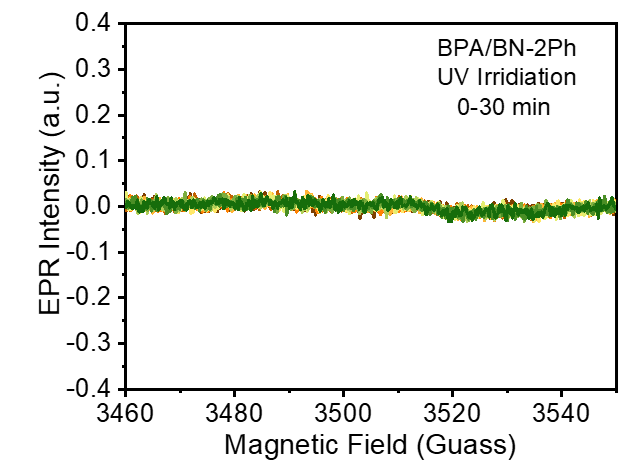 BPA/BN-2Ph
UV Irridiation
0-30 min
EPR Intensity (a.u.)
0.4
0.3
0.2
0.1
0.0
-0.1
-0.2
-0.3
-0.4
3460 3480 3500 3520 3540
Magnetic Field (Guass)